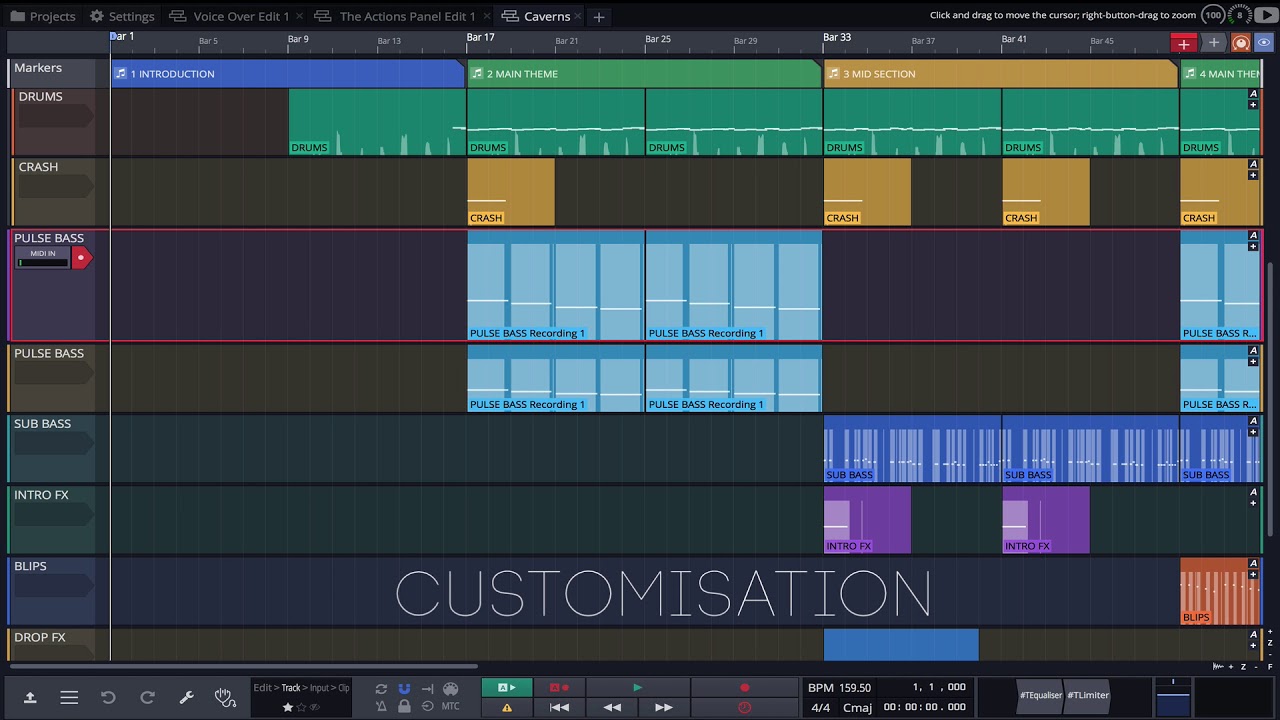 Projects Settings Voice Over Edit 1 × The Actions Panel Edit 1 × Caverns × + Click and drag to move the cursor; right-button-drag to zoom 100 8
Bar 1 Bar 5 Bar 9 Bar 13 Bar 17 Bar 21 Bar 25 Bar 29 Bar 33 Bar 37 Bar 41 Bar 45
Markers 1 INTRODUCTION 2 MAIN THEME 3 MID SECTION 4 MAIN THEM
DRUMS A
+
DRUMS DRUMS DRUMS DRUMS DRUMS DRUMS
CRASH A
+
CRASH CRASH CRASH CRASH
PULSE BASS A
MIDI IN +
PULSE BASS Recording 1 PULSE BASS Recording 1 PULSE BASS R...
PULSE BASS A
+
PULSE BASS Recording 1 PULSE BASS Recording 1 PULSE BASS R...
SUB BASS A
+
SUB BASS SUB BASS SUB BASS
INTRO FX A
+
INTRO FX INTRO FX
BLIPS A
+
CUSTOMISATION
BLIPS
DROP FX A
+
+ Z -
+ Z - F
Edit > Track > Input > Clip A A BPM 159.50 1, 1, 000
MTC 4/4 Cmaj 00: 00: 00. 000
#TEqualiser #TLimiter